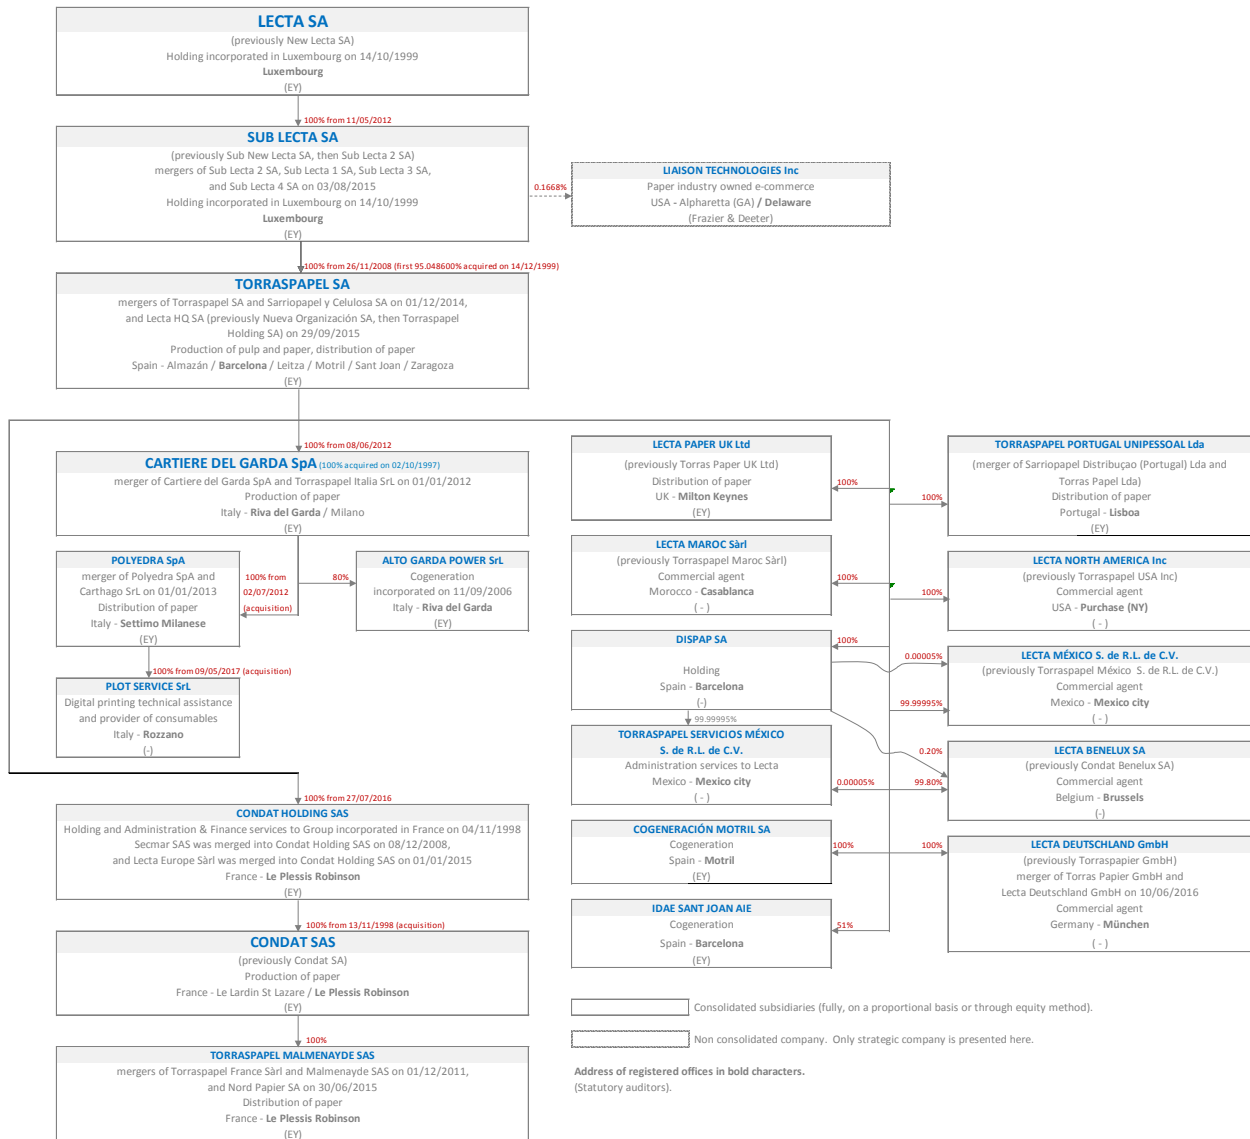 LECTA SA
(previously New Lecta SA)
Holding incorporated in Luxembourg on 14/10/1999
Luxembourg
(EY)
100% from 11/05/2012
SUB LECTA SA
(previously Sub New Lecta SA, then Sub Lecta 2 SA)
mergers of Sub Lecta 2 SA, Sub Lecta 1 SA, Sub Lecta 3 SA,
and Sub Lecta 4 SA on 03/08/2015
Holding incorporated in Luxembourg on 14/10/1999
Luxembourg
(EY)
0.1668%
LIAISON TECHNOLOGIES Inc
Paper industry owned e-commerce
USA - Alpharetta (GA) / Delaware
(Frazier & Deeter)
100% from 26/11/2008 (first 95.048600% acquired on 14/12/1999)
TORRASPAPEL SA
mergers of Torraspapel SA and Sarriopapel y Celulosa SA on 01/12/2014,
and Lecta HQ SA (previously Nueva Organización SA, then Torraspapel
Holding SA) on 29/09/2015
Production of pulp and paper, distribution of paper
Spain - Almazán / Barcelona / Leitza / Motril / Sant Joan / Zaragoza
(EY)
100% from 08/06/2012
CARTIERE DEL GARDA SpA (100% acquired on 02/10/1997)
merger of Cartiere del Garda SpA and Torraspapel Italia SrL on 01/01/2012
Production of paper
Italy - Riva del Garda / Milano
(EY)
POLYEDRA SpA
merger of Polyedra SpA and
Carthago SrL on 01/01/2013
Distribution of paper
Italy - Settimo Milanese
(EY)
100% from
02/07/2012
(acquisition)
80%
ALTO GARDA POWER SrL
Cogeneration
incorporated on 11/09/2006
Italy - Riva del Garda
(EY)
100% from 09/05/2017 (acquisition)
PLOT SERVICE SrL
Digital printing technical assistance
and provider of consumables
Italy - Rozzano
(-)
100% from 27/07/2016
CONDAT HOLDING SAS
Holding and Administration & Finance services to Group incorporated in France on 04/11/1998
Secmar SAS was merged into Condat Holding SAS on 08/12/2008,
and Lecta Europe Sàrl was merged into Condat Holding SAS on 01/01/2015
France - Le Plessis Robinson
(EY)
100% from 13/11/1998 (acquisition)
CONDAT SAS
(previously Condat SA)
Production of paper
France - Le Lardin St Lazare / Le Plessis Robinson
(EY)
100%
TORRASPAPEL MALMENAYDE SAS
mergers of Torraspapel France Sàrl and Malmenayde SAS on 01/12/2011,
and Nord Papier SA on 30/06/2015
Distribution of paper
France - Le Plessis Robinson
(EY)
LECTA PAPER UK Ltd
(previously Torras Paper UK Ltd)
Distribution of paper
UK - Milton Keynes
(EY)
100%
LECTA MAROC Sàrl
(previously Torraspapel Maroc Sàrl)
Commercial agent
Morocco - Casablanca
( - )
100%
DISPAP SA
Holding
Spain - Barcelona
(-)
100%
99.99995%
TORRASPAPEL SERVICIOS MÉXICO
S. de R.L. de C.V.
Administration services to Lecta
Mexico - Mexico city
( - )
0.00005%
COGENERACIÓN MOTRIL SA
Cogeneration
Spain - Motril
(EY)
100%
IDAE SANT JOAN AIE
Cogeneration
Spain - Barcelona
(EY)
51%
TORRASPAPEL PORTUGAL UNIPESSOAL Lda
(merger of Sarriopapel Distribuçao (Portugal) Lda and
Torras Papel Lda)
Distribution of paper
Portugal - Lisboa
(EY)
100%
LECTA NORTH AMERICA Inc
(previously Torraspapel USA Inc)
Commercial agent
USA - Purchase (NY)
( - )
100%
0.00005%
LECTA MÉXICO S. de R.L. de C.V.
(previously Torraspapel México S. de R.L. de C.V.)
Commercial agent
Mexico - Mexico city
( - )
99.99995%
0.20%
LECTA BENELUX SA
(previously Condat Benelux SA)
Commercial agent
Belgium - Brussels
(-)
99.80%
LECTA DEUTSCHLAND GmbH
(previously Torraspapier GmbH)
merger of Torras Papier GmbH and
Lecta Deutschland GmbH on 10/06/2016
Commercial agent
Germany - München
( - )
100%
Consolidated subsidiaries (fully, on a proportional basis or through equity method).
Non consolidated company. Only strategic company is presented here.
Address of registered offices in bold characters.
(Statutory auditors).